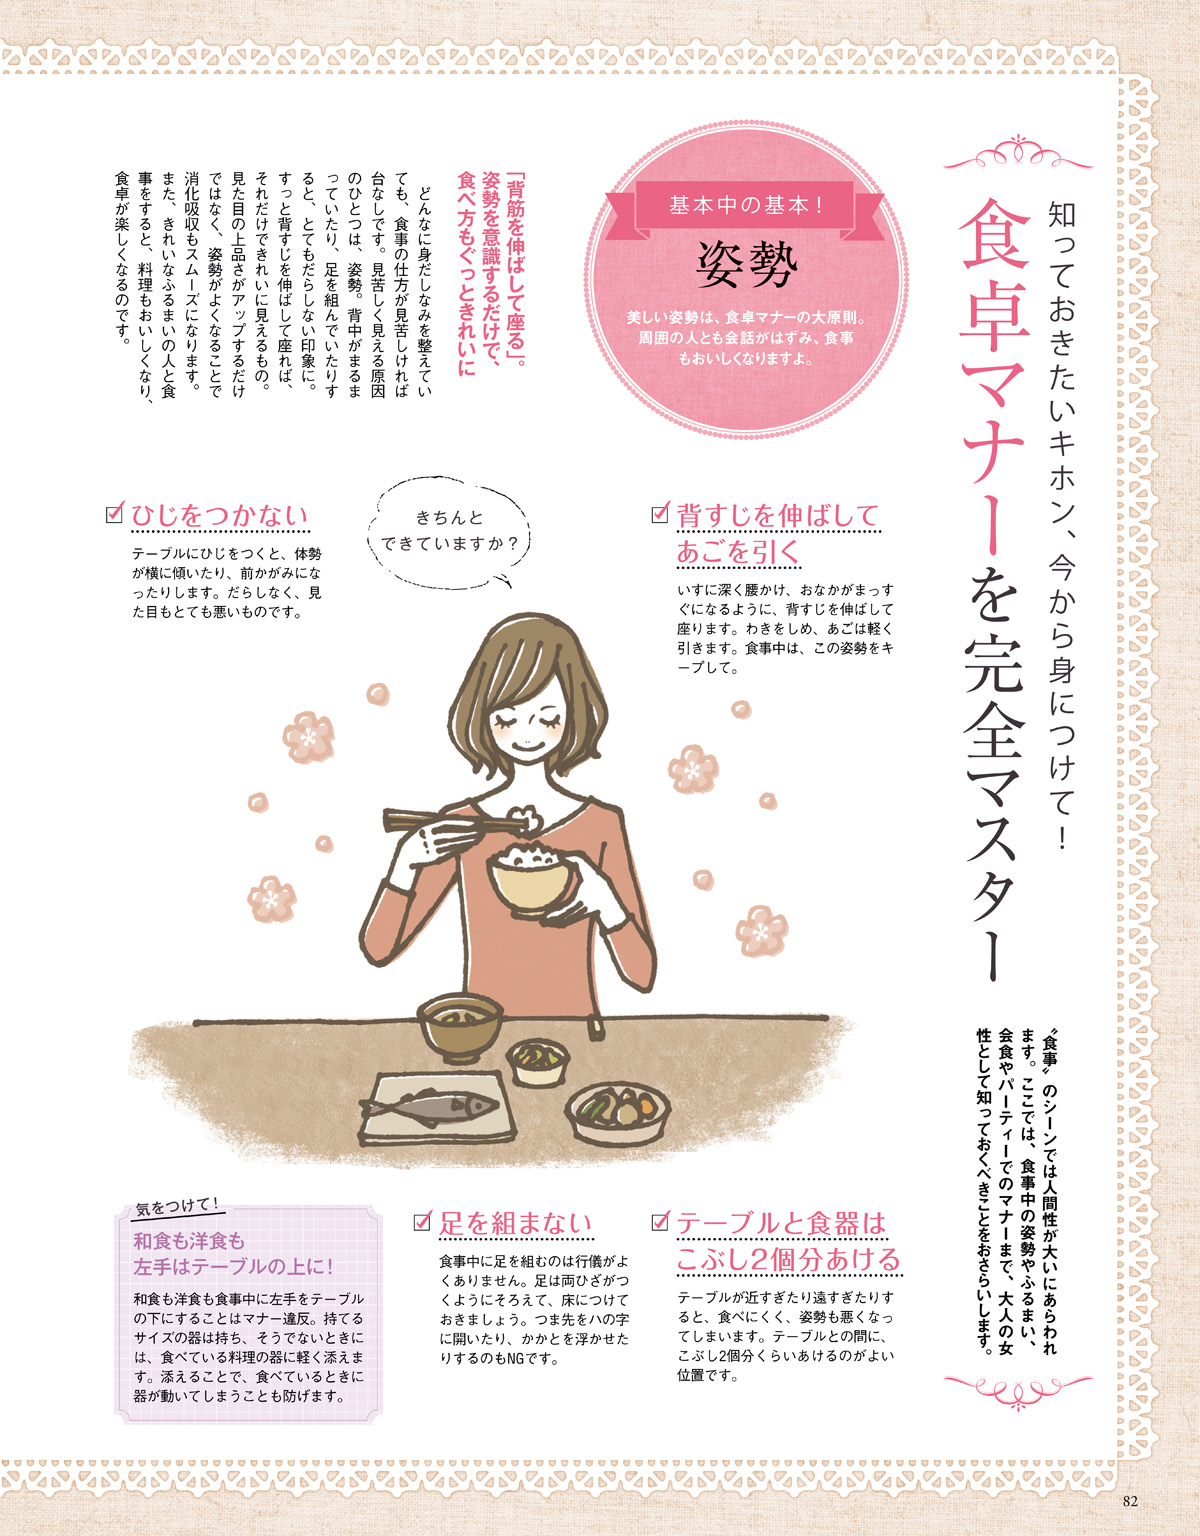 知っておきたいキホン、今から身につけて！
食卓マナーを完全マスター
〝食事〟のシーンでは人間性が大いにあらわれ
ます。ここでは、食事中の姿勢やふるまい、
会食やパーティーでのマナーまで、大人の女
性として知っておくべきことをおさらいします。
基本中の基本！
姿勢
美しい姿勢は、食卓マナーの大原則。
周囲の人とも会話がはずみ、食事
もおいしくなりますよ。
「背筋を伸ばして座る」。
姿勢を意識するだけで、
食べ方もぐっときれいに
どんなに身だしなみを整えてい
ても、食事の仕方が見苦しければ
台なしです。見苦しく見える原因
のひとつは、姿勢。背中がまるま
っていたり、足を組んでいたりす
ると、とてもだらしない印象に。
すっと背すじを伸ばして座れば、
それだけできれいに見えるもの。
見た目の上品さがアップするだけ
ではなく、姿勢がよくなることで
消化吸収もスムーズになります。
また、きれいなふるまいの人と食
事をすると、料理もおいしくなり、
食卓が楽しくなるのです。
背すじを伸ばして
あごを引く
いすに深く腰かけ、おなかがまっす
ぐになるように、背すじを伸ばして
座ります。わきをしめ、あごは軽く
引きます。食事中は、この姿勢をキ
ープして。
きちんと
できていますか？
ひじをつかない
テーブルにひじをつくと、体勢
が横に傾いたり、前かがみにな
ったりします。だらしなく、見
た目もとても悪いものです。
テーブルと食器は
こぶし2個分あける
テーブルが近すぎたり遠すぎたりす
ると、食べにくく、姿勢も悪くなっ
てしまいます。テーブルとの間に、
こぶし2個分くらいあけるのがよい
位置です。
足を組まない
食事中に足を組むのは行儀がよ
くありません。足は両ひざがつ
くようにそろえて、床につけて
おきましょう。つま先をハの字
に開いたり、かかとを浮かせた
りするのもNGです。
気をつけて！
和食も洋食も
左手はテーブルの上に！
和食も洋食も食事中に左手をテーブル
の下にすることはマナー違反。持てる
サイズの器は持ち、そうでないときに
は、食べている料理の器に軽く添えま
す。添えることで、食べているときに
器が動いてしまうことも防げます。
82